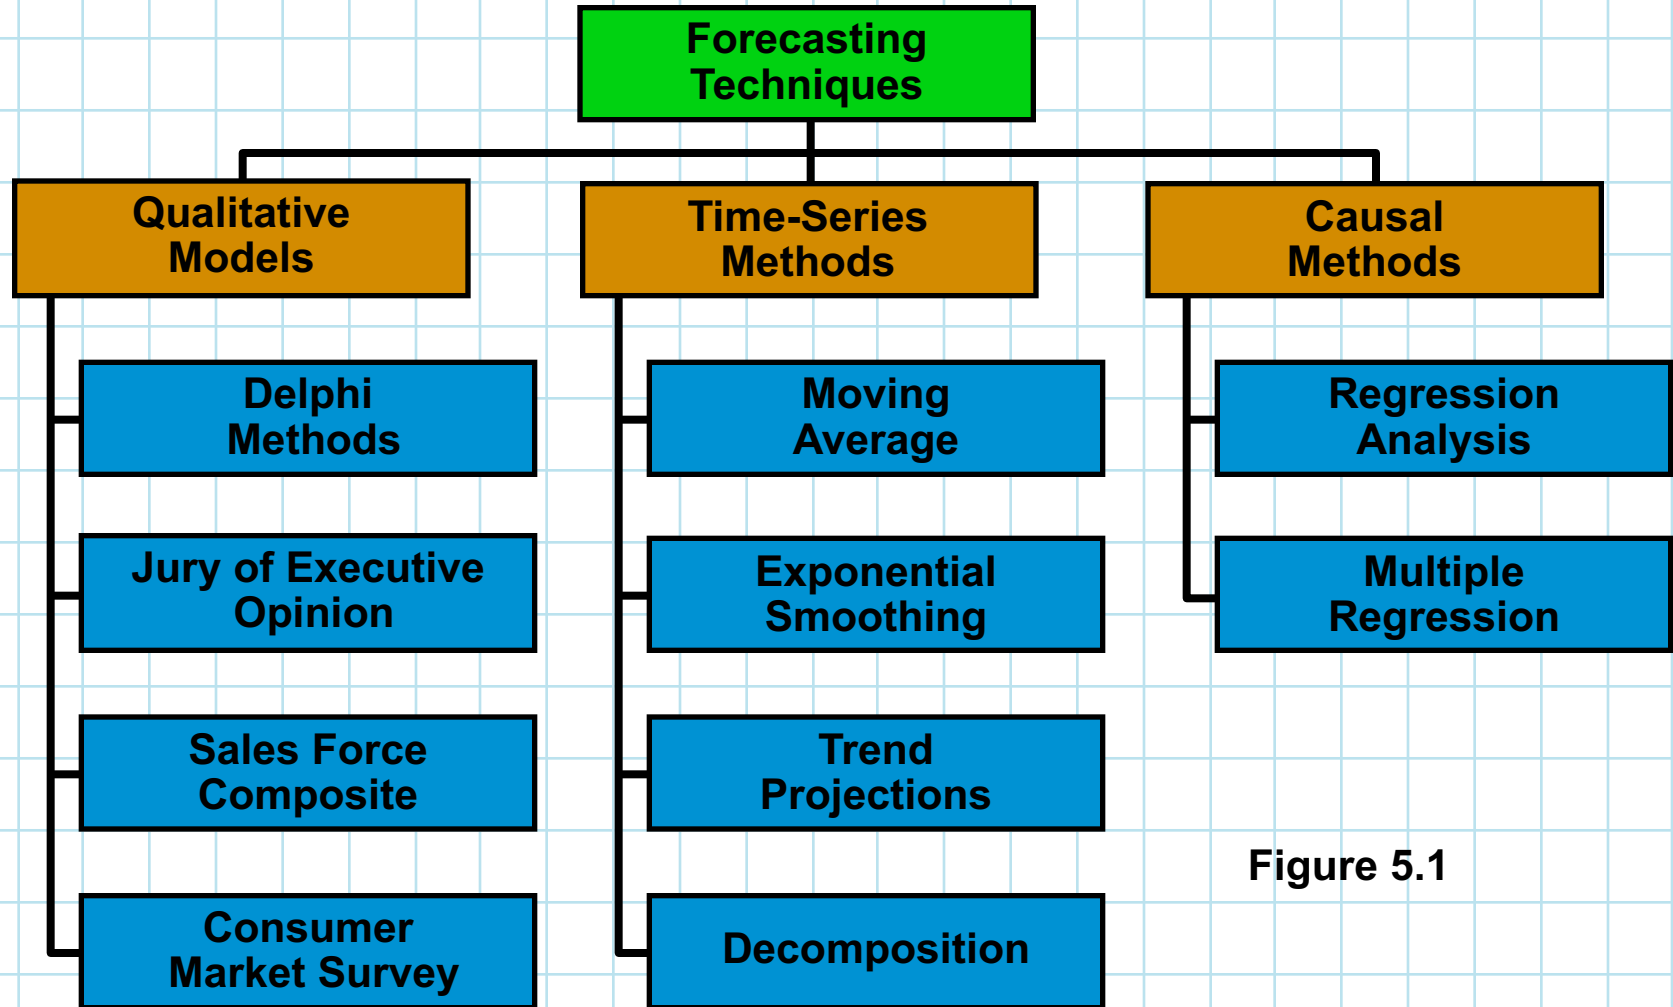 Forecasting
Techniques
Qualitative
Models
Time-Series
Methods
Causal
Methods
Delphi
Methods
Moving
Average
Regression
Analysis
Jury of Executive
Opinion
Exponential
Smoothing
Multiple
Regression
Sales Force
Composite
Trend
Projections
Figure 5.1
Consumer
Market Survey
Decomposition